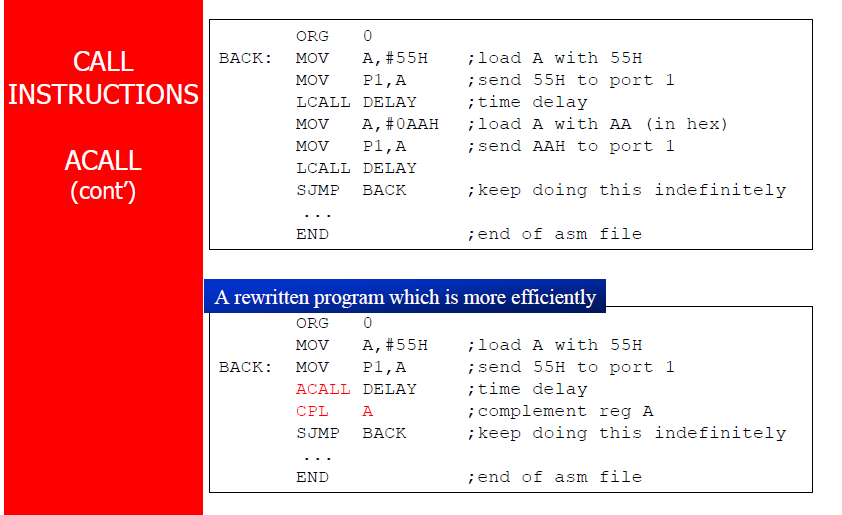 CALL
INSTRUCTIONS
ACALL
(cont’)
ORG 0
BACK: MOV A,#55H ;load A with 55H
MOV P1,A ;send 55H to port 1
LCALL DELAY ;time delay
MOV A,#0AAH ;load A with AA (in hex)
MOV P1,A ;send AAH to port 1
LCALL DELAY
SJMP BACK ;keep doing this indefinitely
...
END ;end of asm file
A rewritten program which is more efficiently
ORG 0
MOV A,#55H ;load A with 55H
BACK: MOV P1,A ;send 55H to port 1
ACALL DELAY ;time delay
CPL A ;complement reg A
SJMP BACK ;keep doing this indefinitely
...
END ;end of asm file